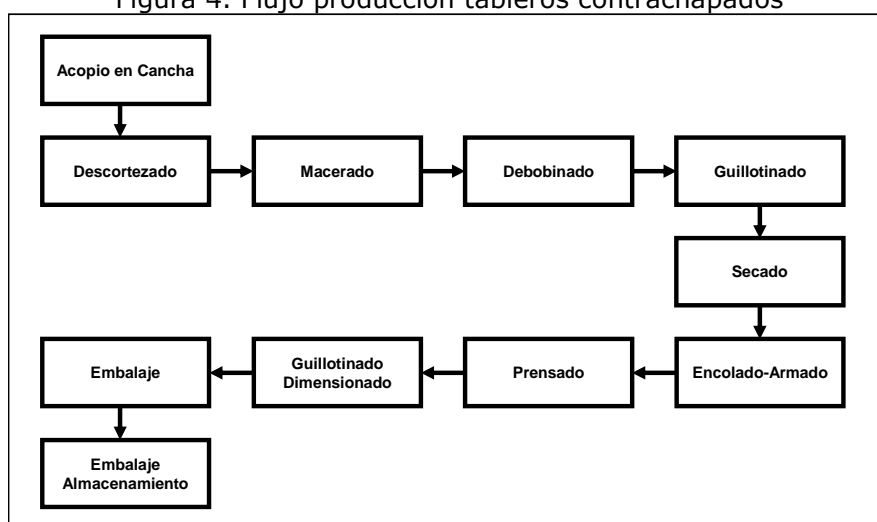 Figura 4. Flujo producción tableros contrachapados
Acopio en Cancha
Descortezado
Macerado
Debobinado
Guillotinado
Secado
Encolado-Armado
Prensado
Guillotinado
Dimensionado
Embalaje
Embalaje
Almacenamiento